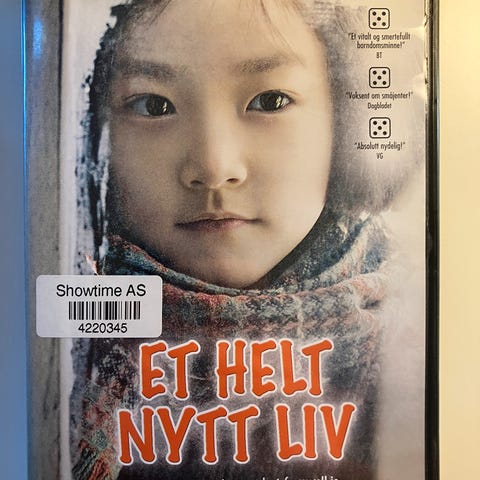 "Et vitalt og smertefullt
barndomsminne!"
BT
"Voksent om småjenter!"
Dagbladet
"Absolutt nydelig!"
VG
Showtime AS
4220345
ET HELT
NYTT LIV